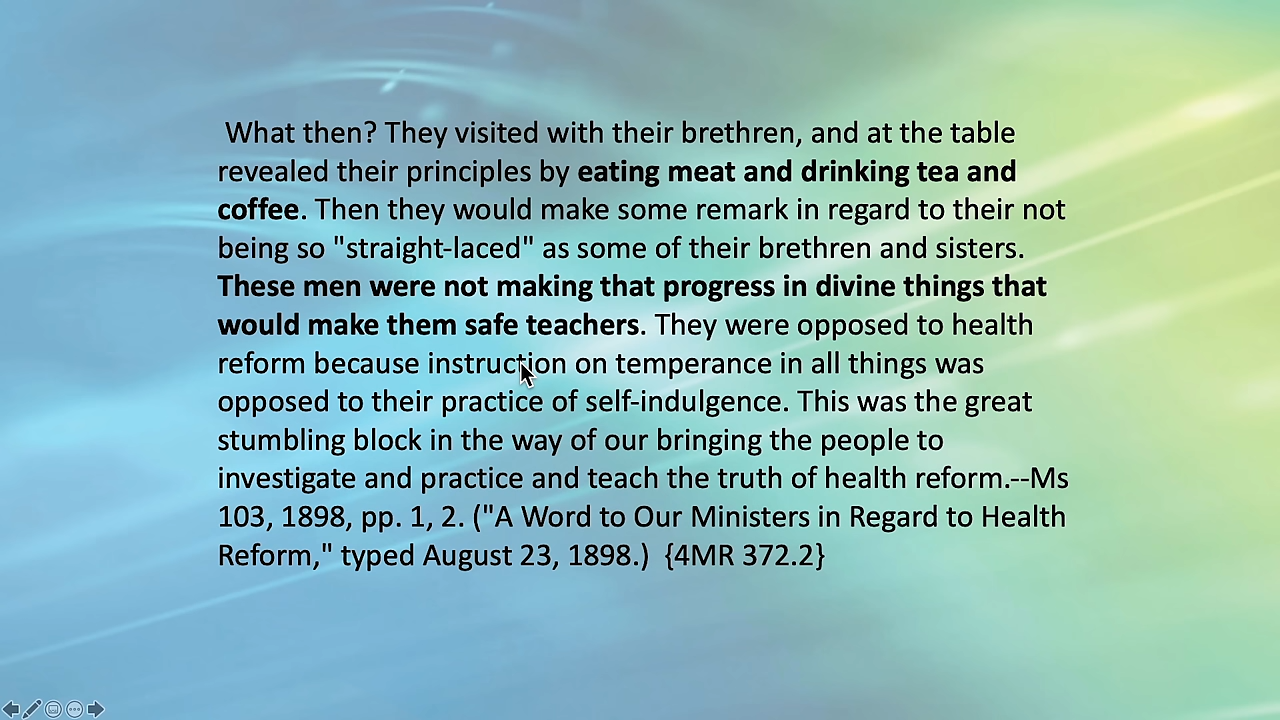 What then? They visited with their brethren, and at the table
revealed their principles by eating meat and drinking tea and
coffee. Then they would make some remark in regard to their not
being so "straight-laced" as some of their brethren and sisters.
These men were not making that progress in divine things that
would make them safe teachers. They were opposed to health
reform because instruction on temperance in all things was
opposed to their practice of self-indulgence. This was the great
stumbling block in the way of our bringing the people to
investigate and practice and teach the truth of health reform.--Ms
103, 1898, pp. 1, 2. ("A Word to Our Ministers in Regard to Health
Reform," typed August 23, 1898.)  {4MR 372.2}